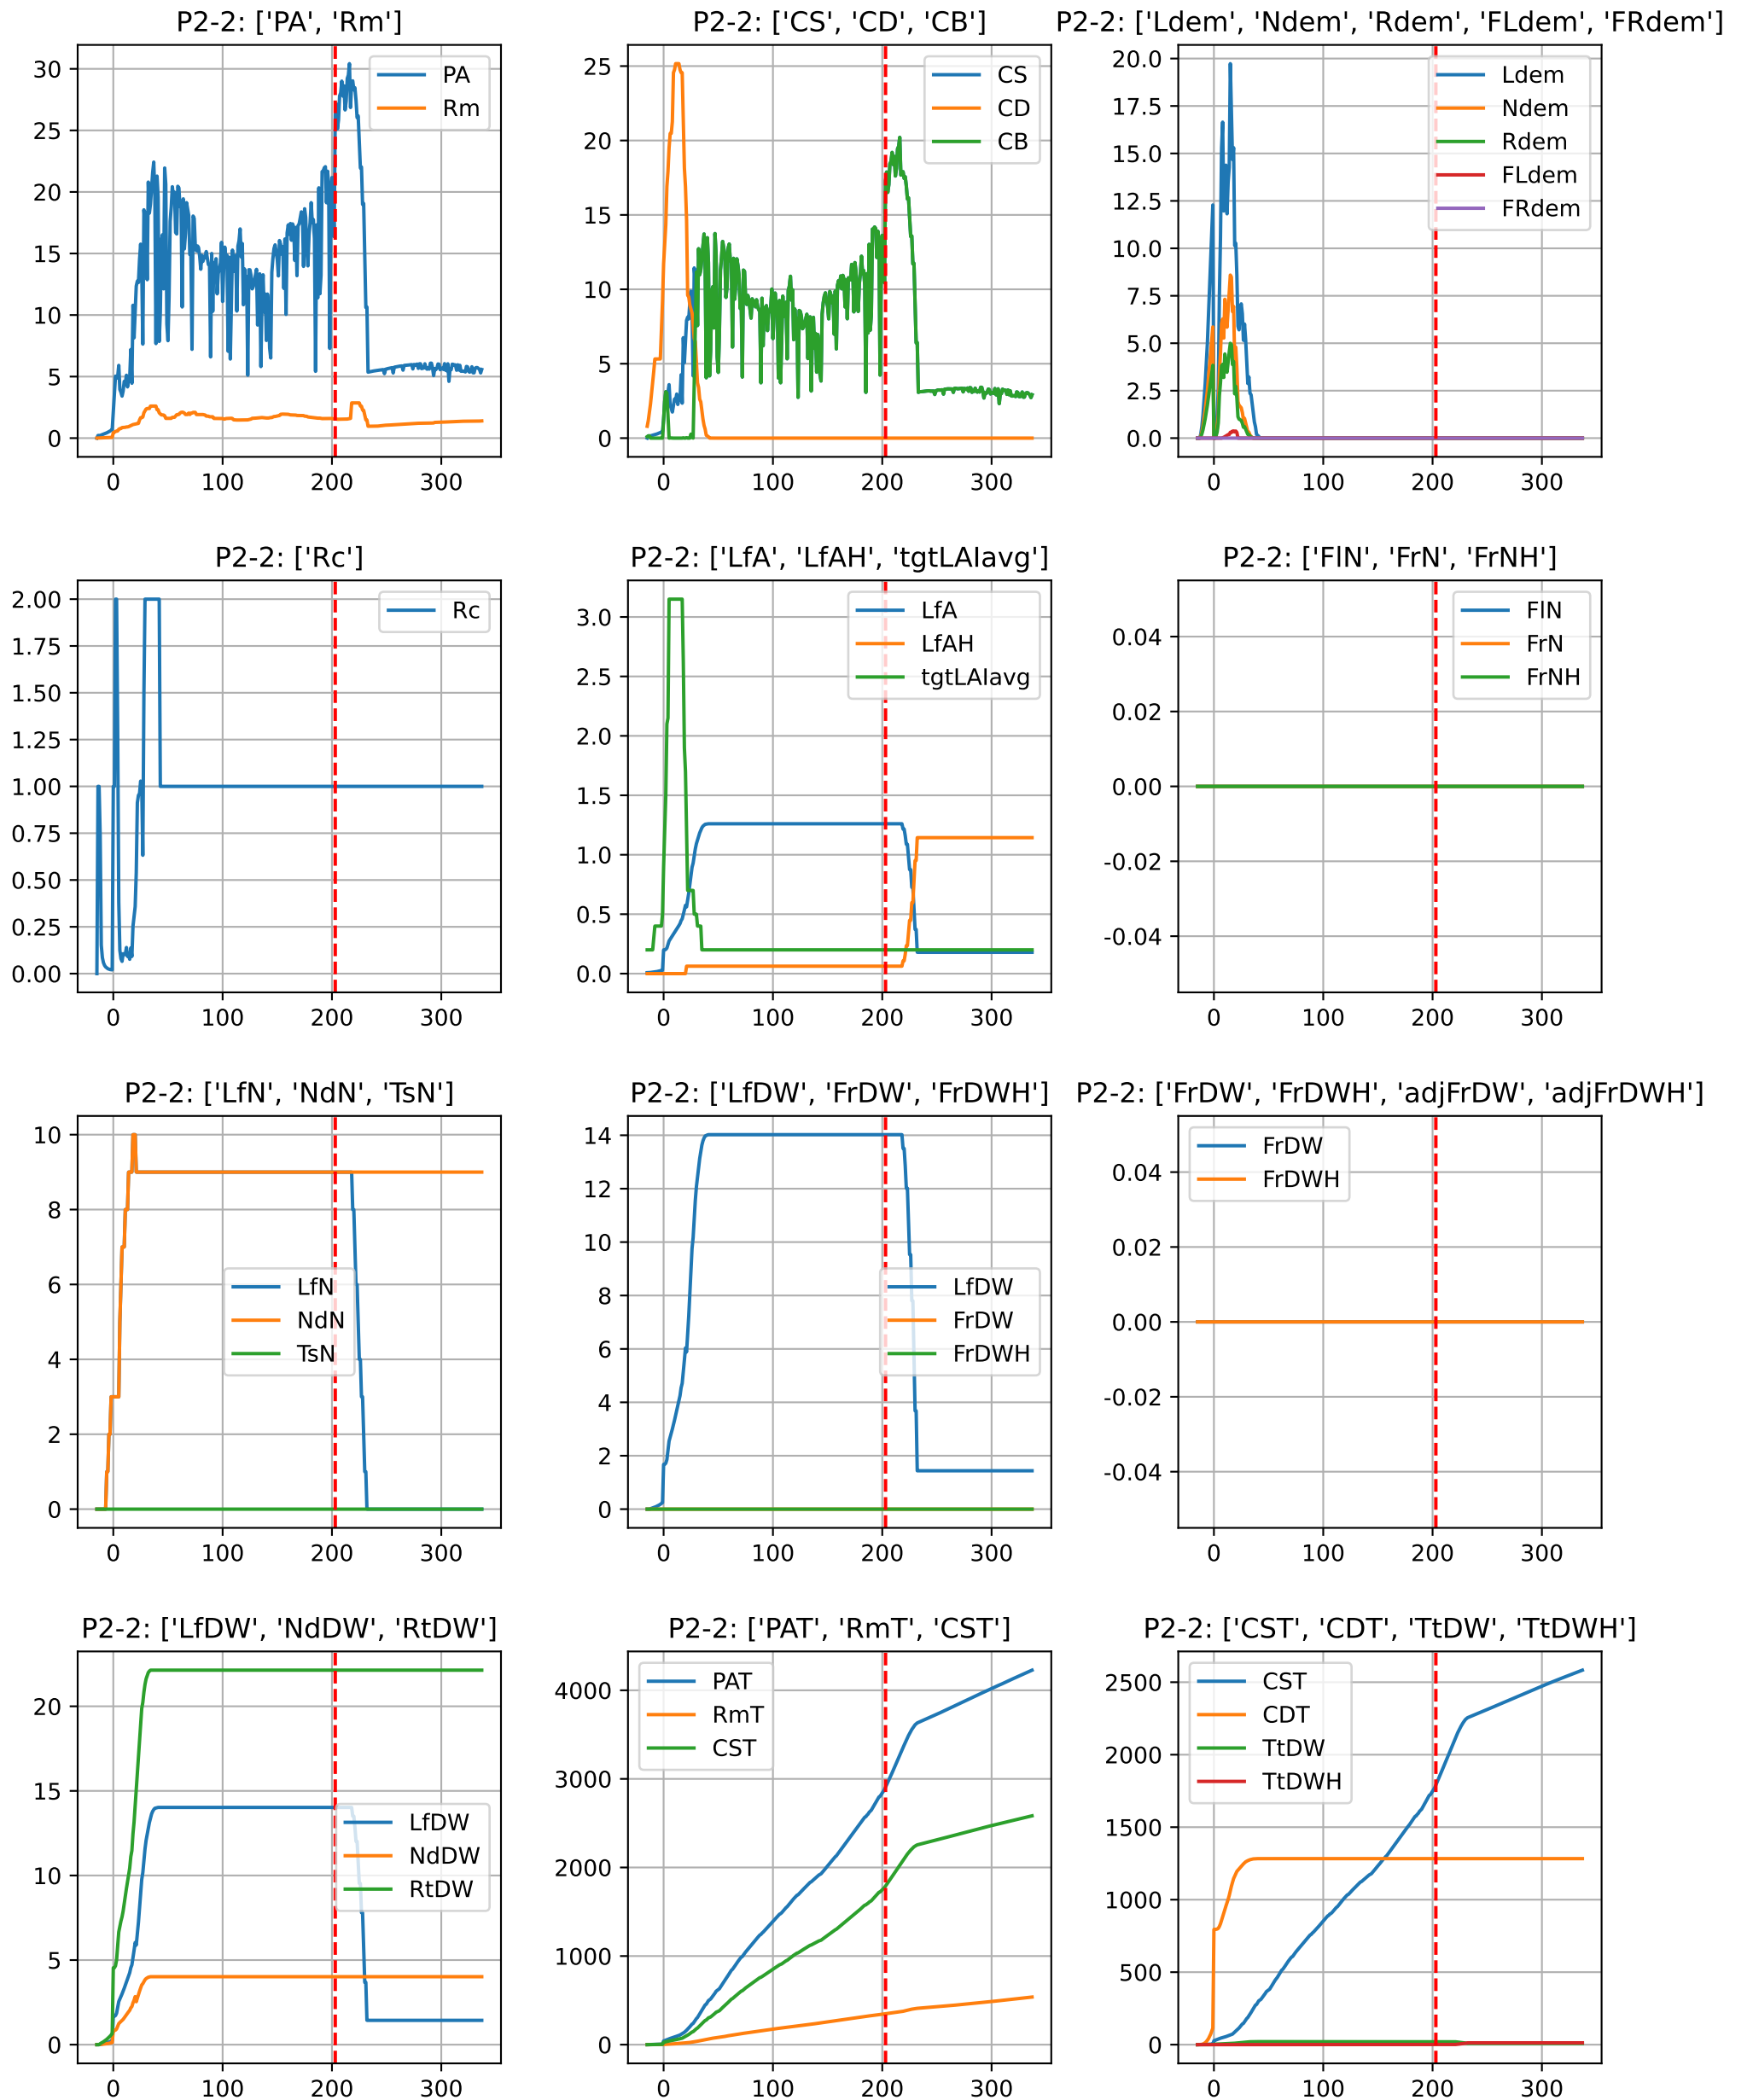 P2-2: ['PA', 'Rm']
30
25
20
15
10
5
0
0 100 200 300
PA
Rm
P2-2: ['CS', 'CD', 'CB']
25
20
15
10
5
0
0 100 200 300
CS
CD
CB
P2-2: ['Ldem', 'Ndem', 'Rdem', 'FLdem', 'FRdem']
20.0
17.5
15.0
12.5
10.0
7.5
5.0
2.5
0.0
0 100 200 300
Ldem
Ndem
Rdem
FLdem
FRdem
P2-2: ['Rc']
2.00
1.75
1.50
1.25
1.00
0.75
0.50
0.25
0.00
0 100 200 300
Rc
P2-2: ['LfA', 'LfAH', 'tgtLAIavg']
3.0
2.5
2.0
1.5
1.0
0.5
0.0
0 100 200 300
LfA
LfAH
tgtLAIavg
P2-2: ['FlN', 'FrN', 'FrNH']
0.04
0.02
0.00
-0.02
-0.04
0 100 200 300
FlN
FrN
FrNH
P2-2: ['LfN', 'NdN', 'TsN']
10
8
6
4
2
0
0 100 200 300
LfN
NdN
TsN
P2-2: ['LfDW', 'FrDW', 'FrDWH']
14
12
10
8
6
4
2
0
0 100 200 300
LfDW
FrDW
FrDWH
P2-2: ['FrDW', 'FrDWH', 'adjFrDW', 'adjFrDWH']
0.04
0.02
0.00
-0.02
-0.04
0 100 200 300
FrDW
FrDWH
P2-2: ['LfDW', 'NdDW', 'RtDW']
20
15
10
5
0
0 100 200 300
LfDW
NdDW
RtDW
P2-2: ['PAT', 'RmT', 'CST']
4000
3000
2000
1000
0
0 100 200 300
PAT
RmT
CST
P2-2: ['CST', 'CDT', 'TtDW', 'TtDWH']
2500
2000
1500
1000
500
0
0 100 200 300
CST
CDT
TtDW
TtDWH